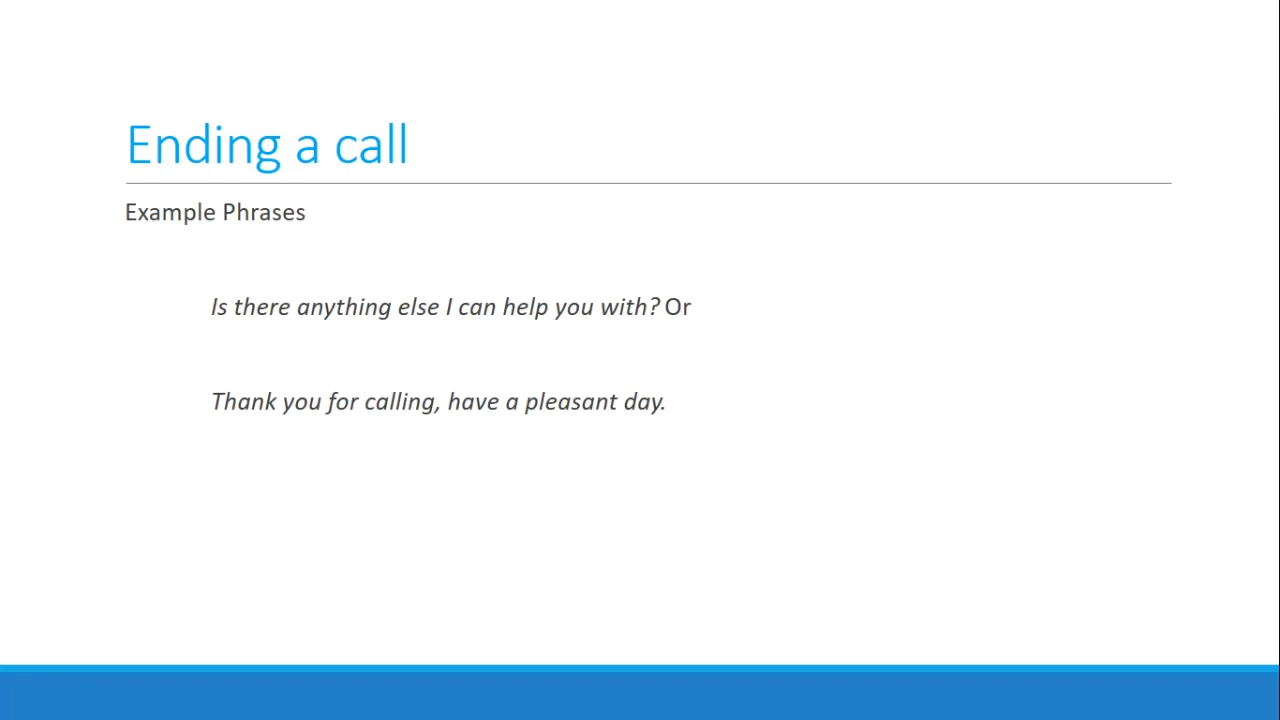 Ending a call
Example Phrases
Is there anything else I can help you with? Or
Thank you for calling, have a pleasant day.